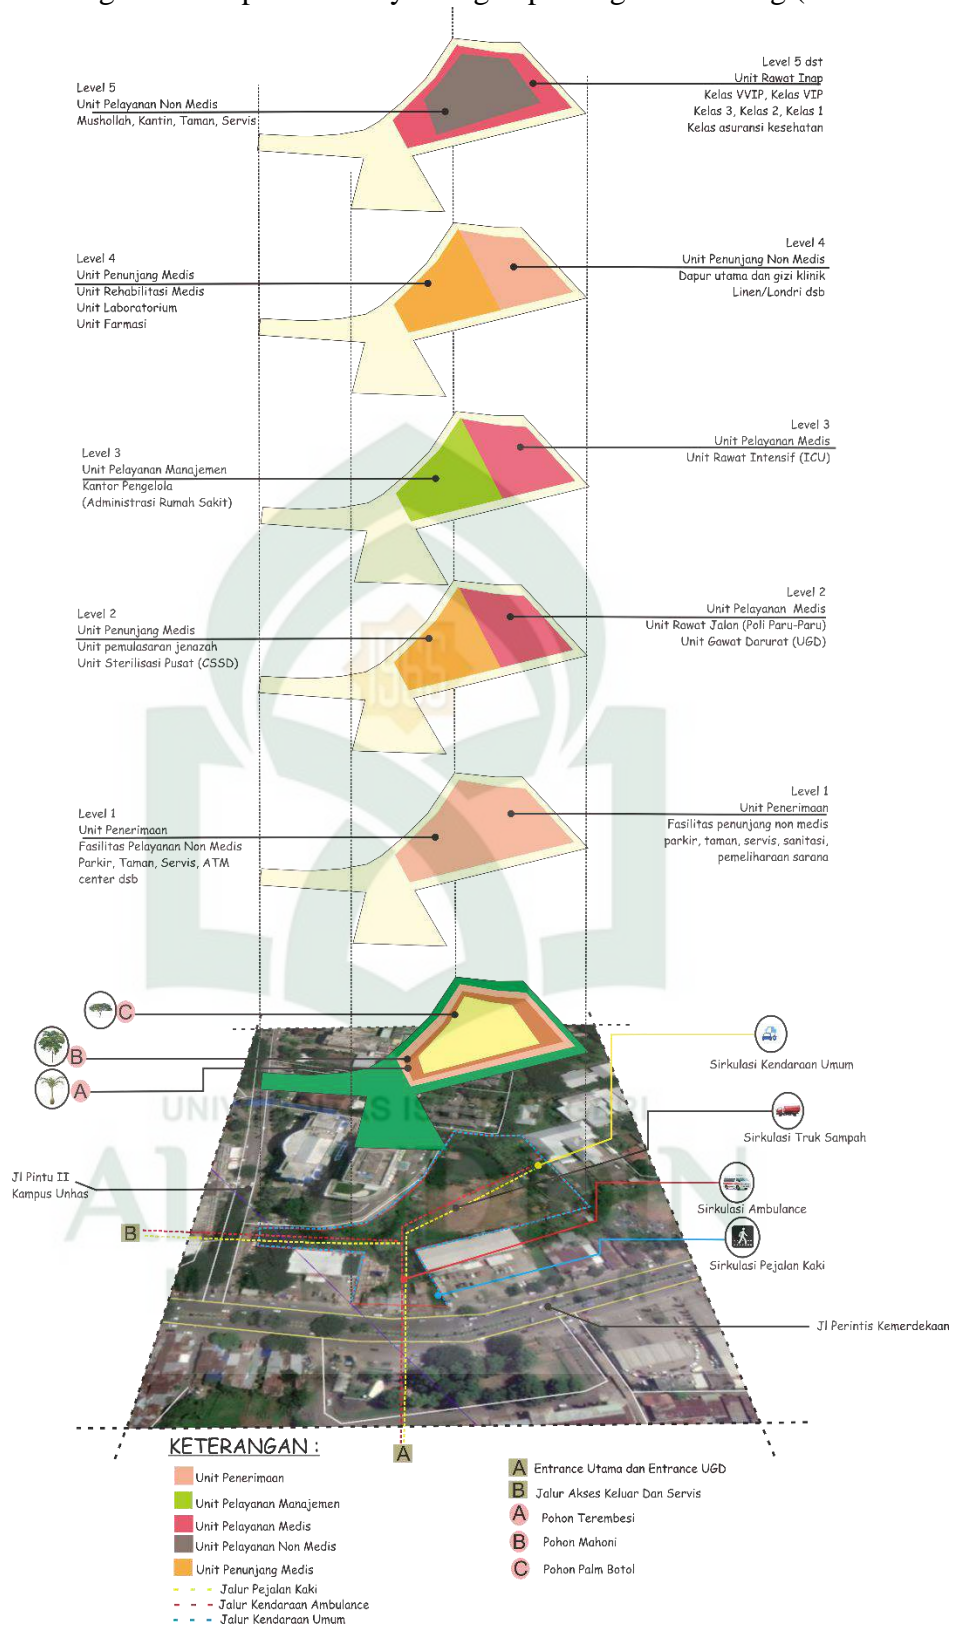 Level 5 dst
Unit Rawat Inap
Kelas VVIP, Kelas VIP
Kelas 3, Kelas 2, Kelas 1
Kelas asuransi kesehatan
Level 5
Unit Pelayanan Non Medis
Mushollah, Kantin, Taman, Servis
Level 4
Unit Penunjang Medis
Unit Rehabilitasi Medis
Unit Laboratorium
Unit Farmasi
Level 4
Unit Penunjang Non Medis
Dapur utama dan gizi klinik
Linen/Londri dsb
Level 3
Unit Pelayanan Manajemen
Kantor Pengelola
(Administrasi Rumah Sakit)
Level 3
Unit Pelayanan Medis
Unit Rawat Intensif (ICU)
Level 2
Unit Penunjang Medis
Unit pemulasaran jenazah
Unit Sterilisasi Pusat (CSSD)
Level 2
Unit Pelayanan Medis
Unit Rawat Jalan (Poli Paru-Paru)
Unit Gawat Darurat (UGD)
1965
Level 1
Unit Penerimaan
Fasilitas Pelayanan Non Medis
Parkir, Taman, Servis, ATM
center dsb
Level 1
Unit Penerimaan
Fasilitas penunjang non medis
parkir, taman, servis, sanitasi,
pemeliharaan sarana
C
B
A
Sirkulasi Kendaraan Umum
Sirkulasi Truk Sampah
Jl Pintu II
Kampus Unhas
Sirkulasi Ambulance
B
Sirkulasi Pejalan Kaki
Jl Perintis Kemerdekaan
A
KETERANGAN :
Unit Penerimaan
Unit Pelayanan Manajemen
Unit Pelayanan Medis
Unit Pelayanan Non Medis
Unit Penunjang Medis
Jalur Pejalan Kaki
Jalur Kendaraan Ambulance
Jalur Kendaraan Umum
A Entrance Utama dan Entrance UGD
B Jalur Akses Keluar Dan Servis
A Pohon Terembesi
B Pohon Mahoni
C Pohon Palm Botol